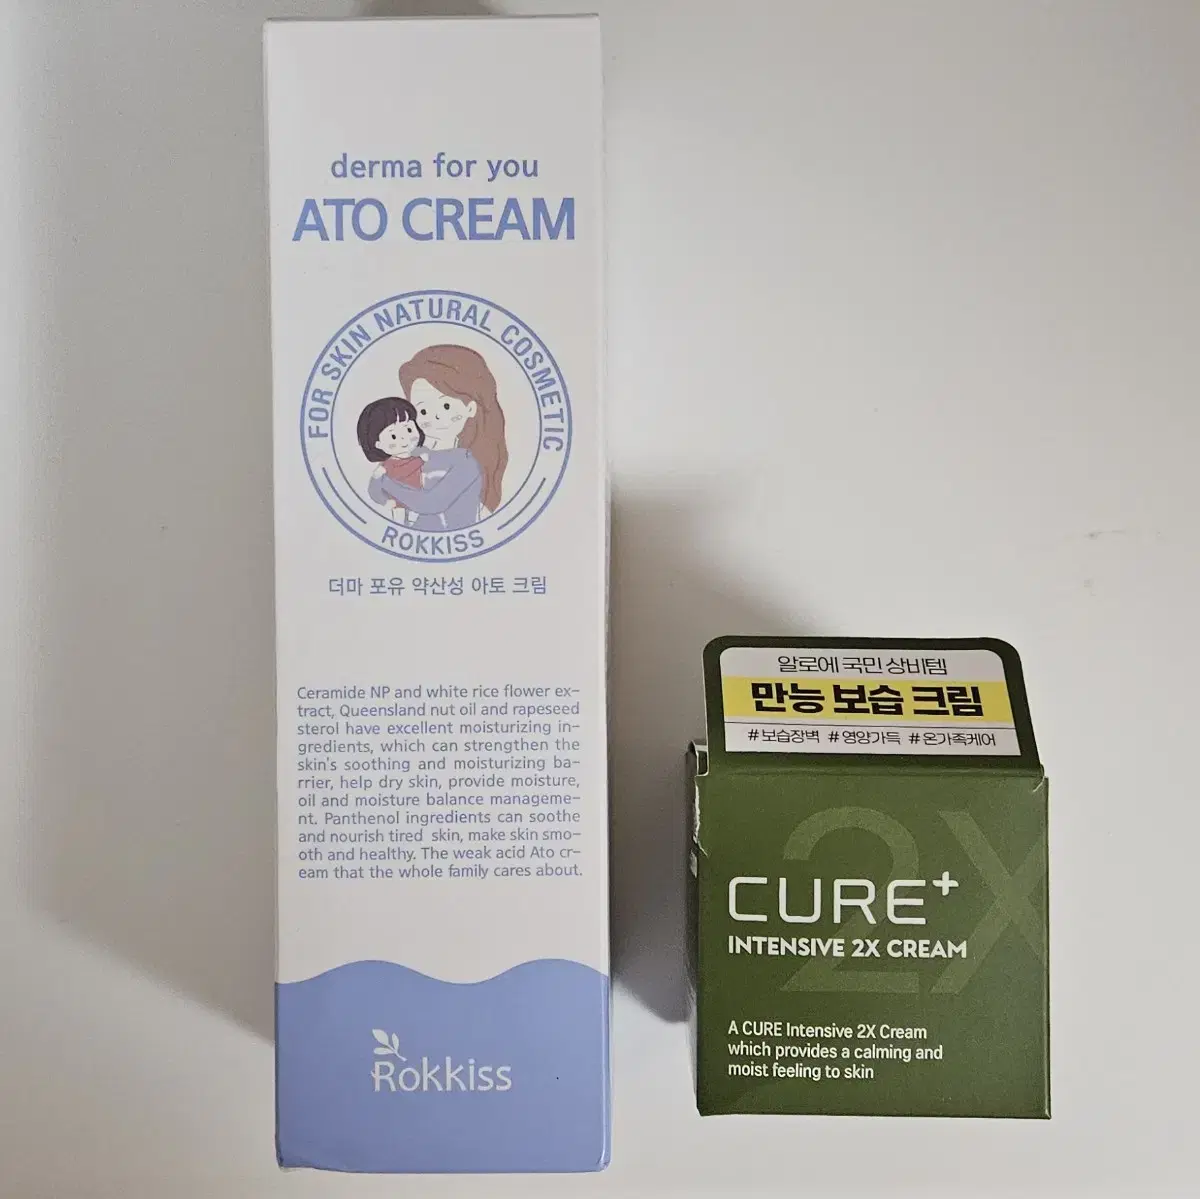 derma for you
ATO CREAM
FOR SKIN NATURAL COSMETIC
ROKKISS
더마 포유 약산성 아토 크림
Ceramide NP and white rice flower ex-
tract, Queensland nut oil and rapeseed
sterol have excellent moisturizing in-
gredients, which can strengthen the
skin's soothing and moisturizing ba-
rrier, help dry skin, provide moisture,
oil and moisture balance manageme-
nt. Panthenol ingredients can soothe
and nourish tired skin, make skin smo-
oth and healthy. The weak acid Ato cr-
eam that the whole family cares about.
Rokkiss
알로에 국민 상비템
만능 보습 크림
#보습장벽 #영양가득 #온가족케어
2X
CURE+
INTENSIVE 2X CREAM
A CURE Intensive 2X Cream
which provides a calming and
moist feeling to skin